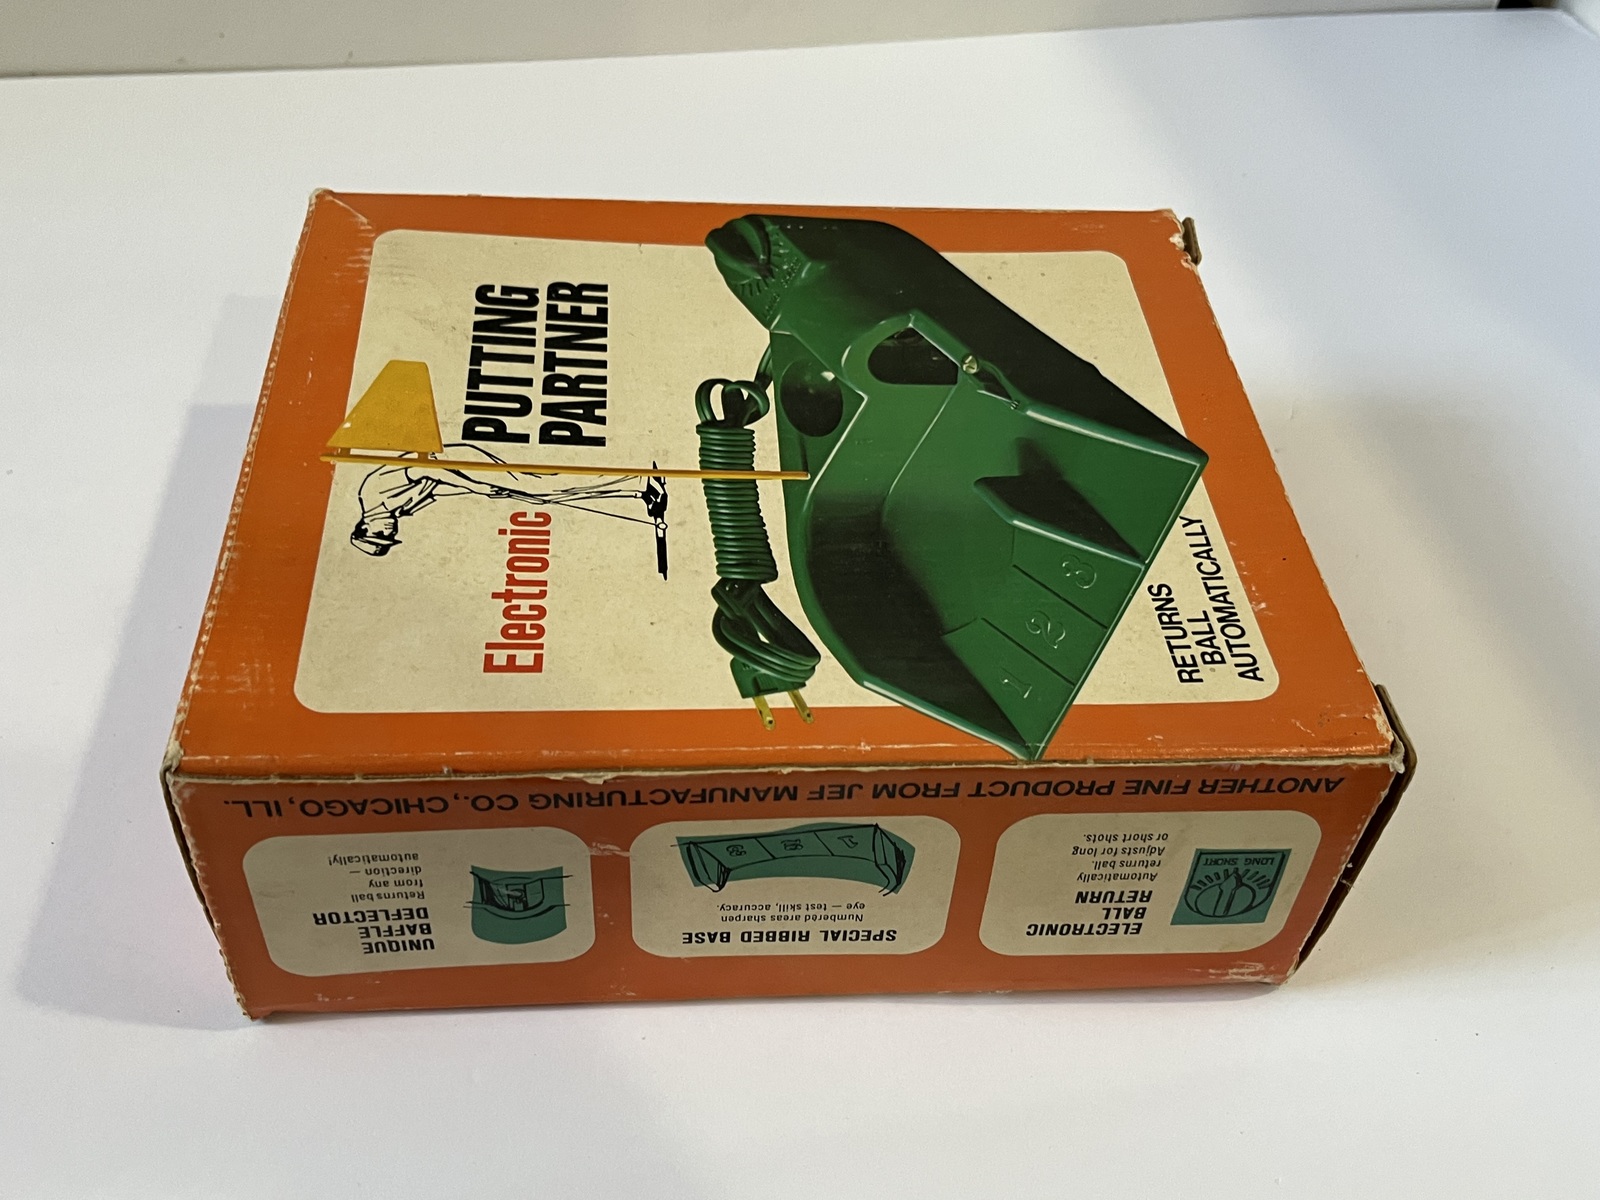 Electronic
PUTTING
PARTNER
1
2
3
RETURNS
BALL
AUTOMATICALLY
ANOTHER FINE PRODUCT FROM JEF MANUFACTURING CO., CHICAGO, ILL.
ELECTRONIC
BALL
RETURN
Automatically
returns ball.
Adjusts for long
or short shots.
LONG SHORT
SPECIAL RIBBED BASE
Numbered areas sharpen
eye — test skill, accuracy.
UNIQUE
BAFFLE
DEFLECTOR
Returns ball
from any
direction —
automatically!